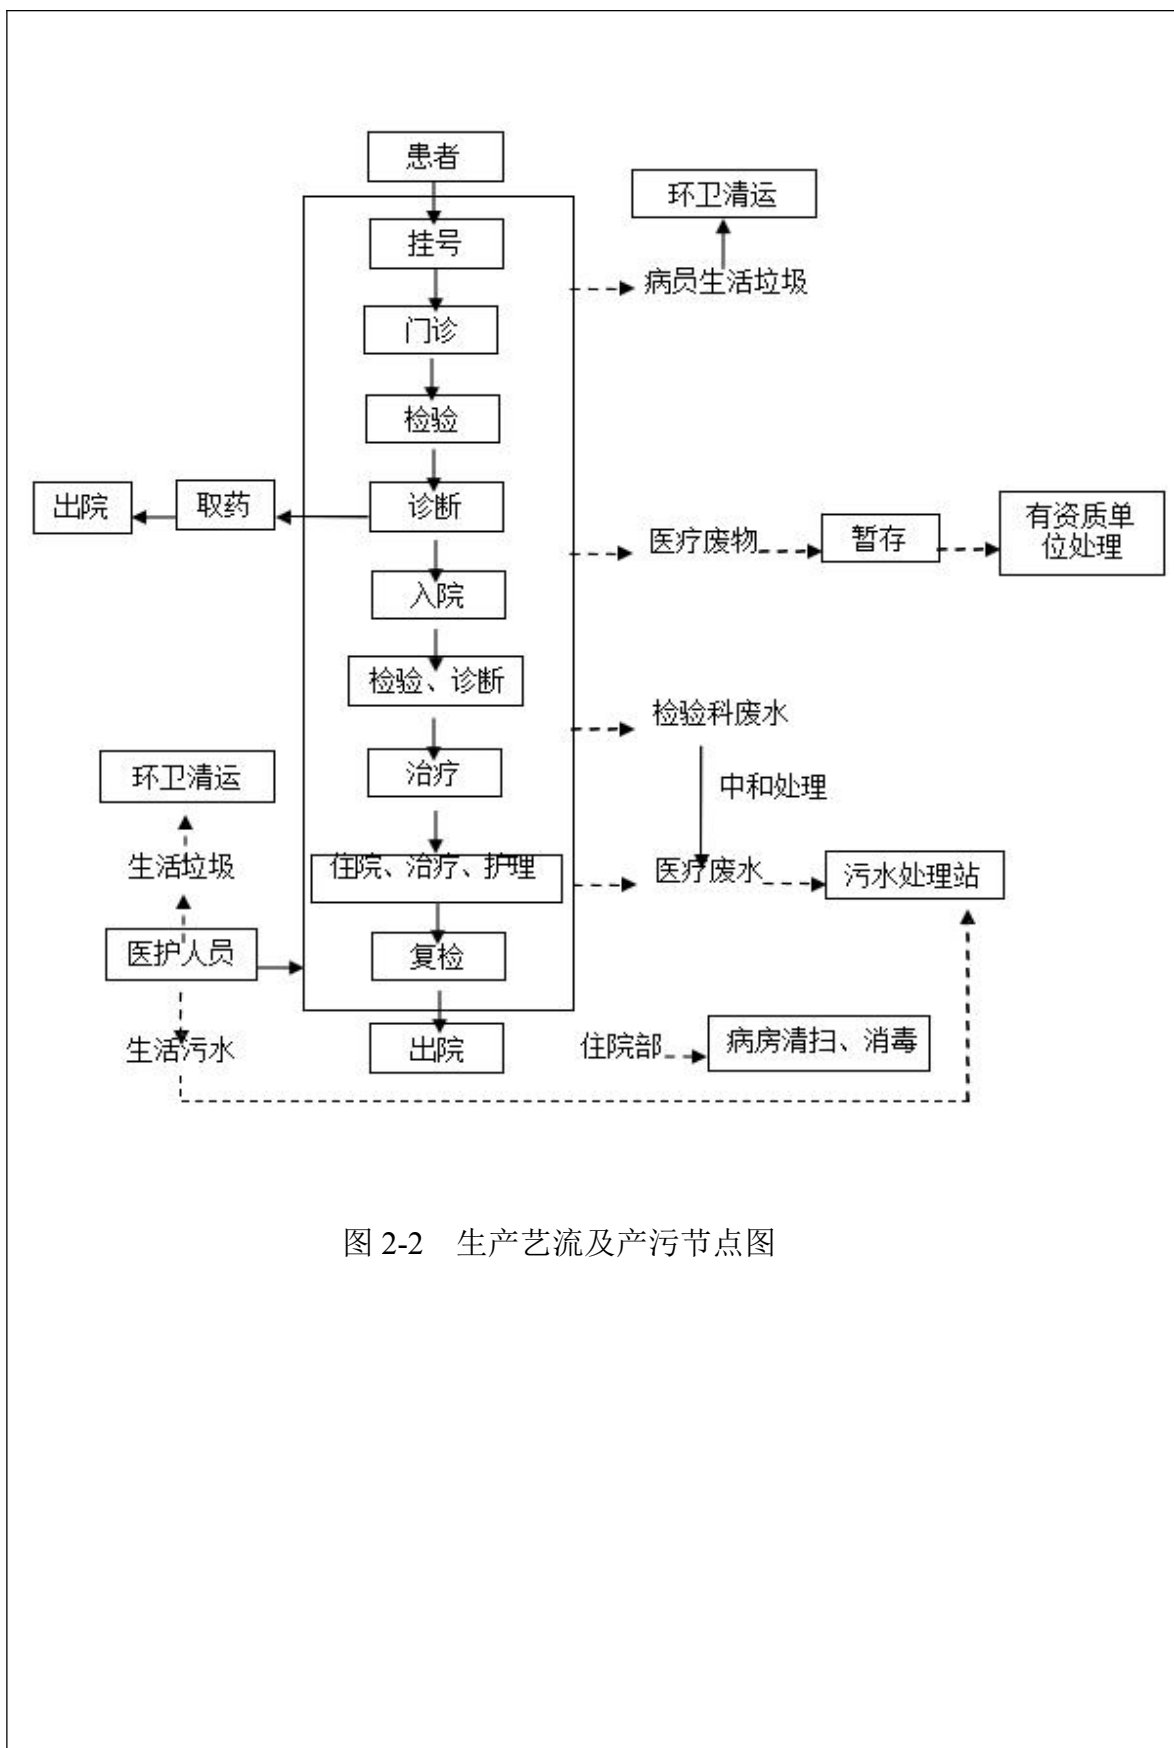 患者
环卫清运
挂号
病员生活垃圾
门诊
检验
出院
取药
诊断
医疗废物
暂存
有资质单
位处理
入院
检验、诊断
检验科废水
环卫清运
治疗
中和处理
生活垃圾
住院、治疗、护理
医疗废水
污水处理站
医护人员
复检
生活污水
出院
住院部
病房清扫、消毒
图 2-2 生产艺流及产污节点图